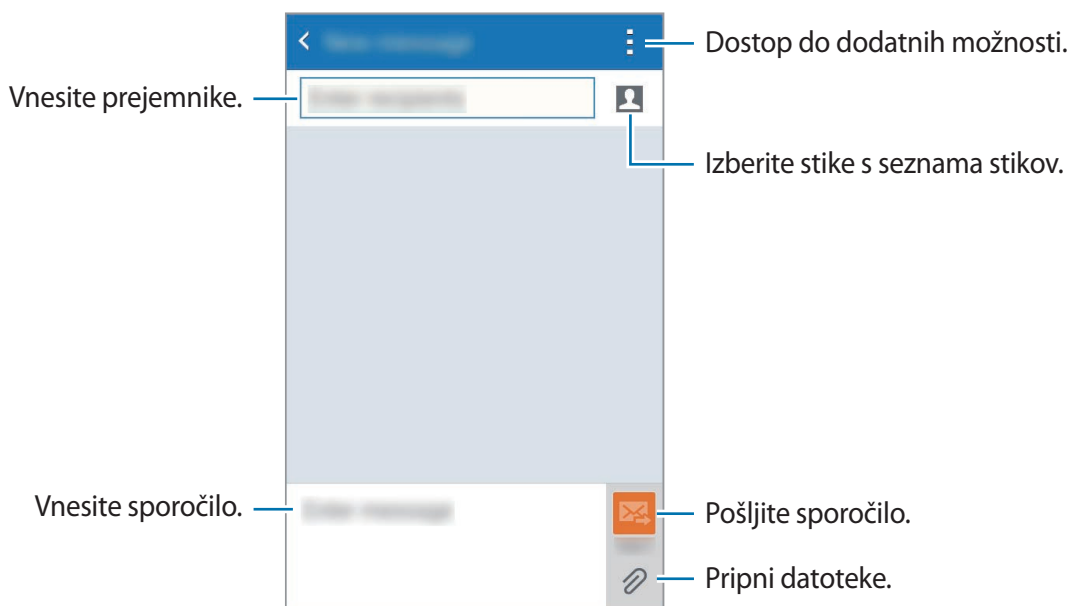 Dostop do dodatnih možnosti.
Vnesite prejemnike.
Izberite stike s seznama stikov.
Vnesite sporočilo.
Pošljite sporočilo.
Pripni datoteke.